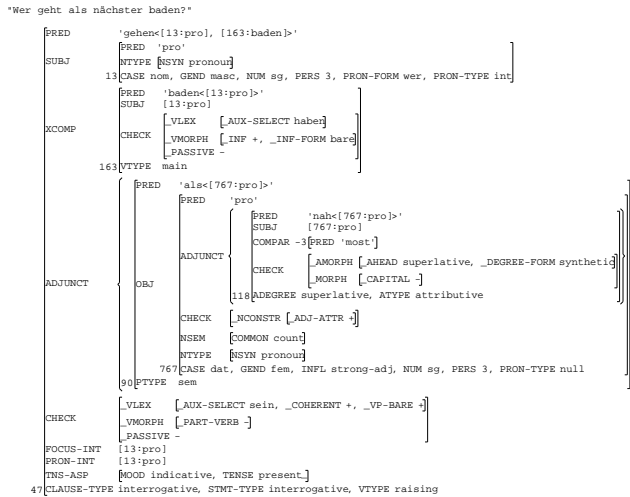 "Wer geht als nächster baden?"
PRED 'gehen<[13:pro], [163:baden]>'
PRED 'pro'
SUBJ NTYPE [NSYN pronoun]
13 CASE nom, GEND masc, NUM sg, PERS 3, PRON-FORM wer, PRON-TYPE int
PRED 'baden<[13:pro]>'
SUBJ [13:pro]
_VLEX [_AUX-SELECT haben]
XCOMP
CHECK _VMORPH [_INF +, _INF-FORM bare]
_PASSIVE -
163 VTYPE main
PRED 'als<[767:pro]>'
PRED 'pro'
PRED 'nah<[767:pro]>'
SUBJ [767:pro]
COMPAR -3 [PRED 'most']
ADJUNCT
_AMORPH [_AHEAD superlative, _DEGREE-FORM synthetic]
CHECK
_MORPH [_CAPITAL -]
ADJUNCT OBJ
118 ADEGREE superlative, ATYPE attributive
CHECK [_NCONSTR [_ADJ-ATTR +]]
NSEM [COMMON count]
NTYPE [NSYN pronoun]
767 CASE dat, GEND fem, INFL strong-adj, NUM sg, PERS 3, PRON-TYPE null
90 PTYPE sem
_VLEX [_AUX-SELECT sein, _COHERENT +, _VP-BARE +]
CHECK _VMORPH [_PART-VERB -]
_PASSIVE -
FOCUS-INT [13:pro]
PRON-INT [13:pro]
TNS-ASP [MOOD indicative, TENSE present_]
47 CLAUSE-TYPE interrogative, STMT-TYPE interrogative, VTYPE raising